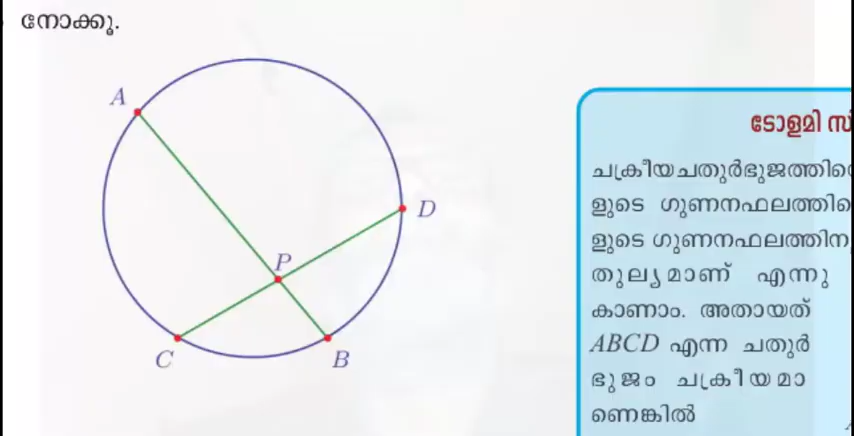 നോക്കൂ.
A
D
P
C
B
ടോളമി
ചക്രീയചതുർഭുജത്തിന്റെ
ളുടെ ഗുണനഫലത്തി
ളുടെ ഗുണനഫലത്തിന
തുല്യമാണ് എന്നു
കാണാം. അതായത്
ABCD എന്ന ചതുർ
ഭുജം ചക്രീയമാ
ണെങ്കിൽ